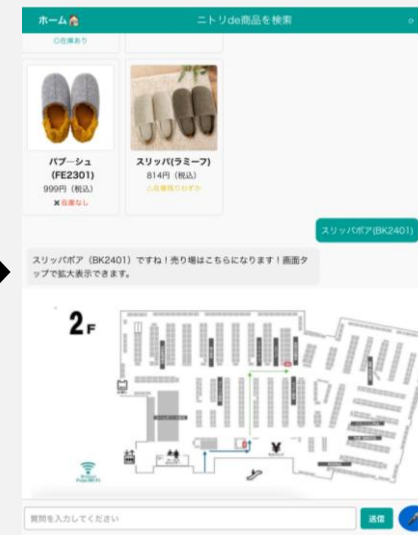 ホーム
ニトリde商品を検索
○在庫あり
バブーシュ
(FE2301)
999円（税込）
✖在庫なし
スリッパ(ラミーフ)
814円（税込）
△在庫残りわずか
スリッパボア(BK2401)
スリッパボア（BK2401）ですね！売り場はこちらになります！画面タ
ップで拡大表示できます。
2F
¥
質問を入力してください
送信